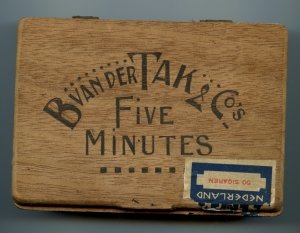 B. VAN DER TAK & CO'S
FIVE
MINUTES
50 SIGAREN
NEDERLAND